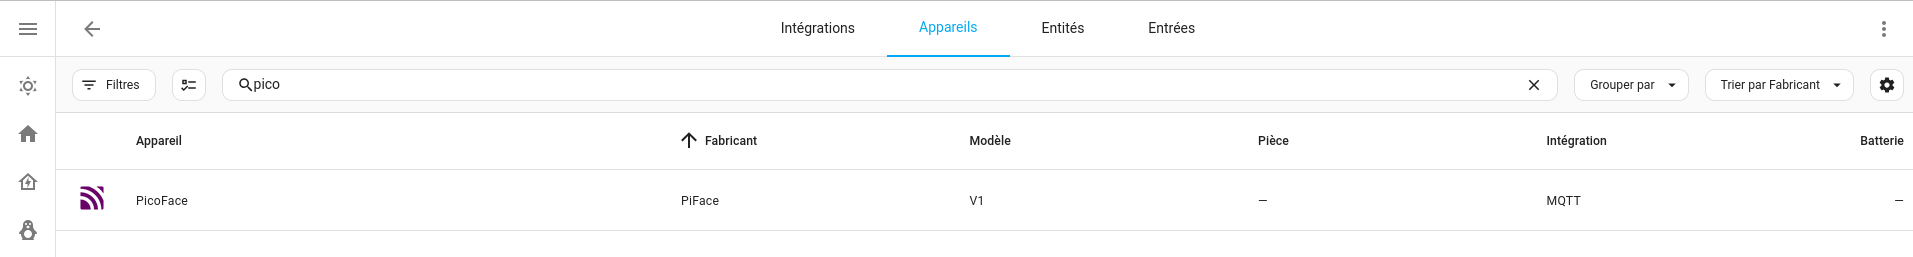 Intégrations Appareils Entités Entrées
Filtres pico Grouper par Trier par Fabricant
Appareil Fabricant Modèle Pièce Intégration Batterie
PicoFace PiFace V1 — MQTT —